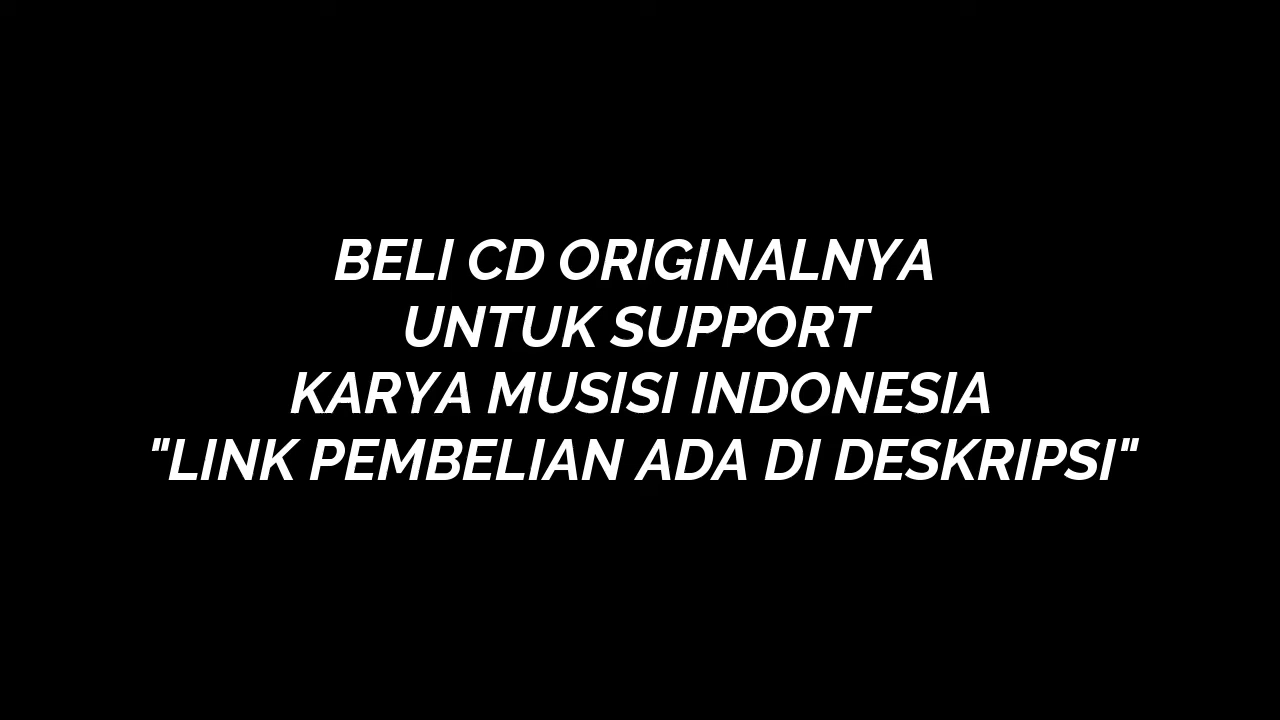 BELI CD ORIGINALNYA
UNTUK SUPPORT
KARYA MUSISI INDONESIA
"LINK PEMBELIAN ADA DI DESKRIPSI"